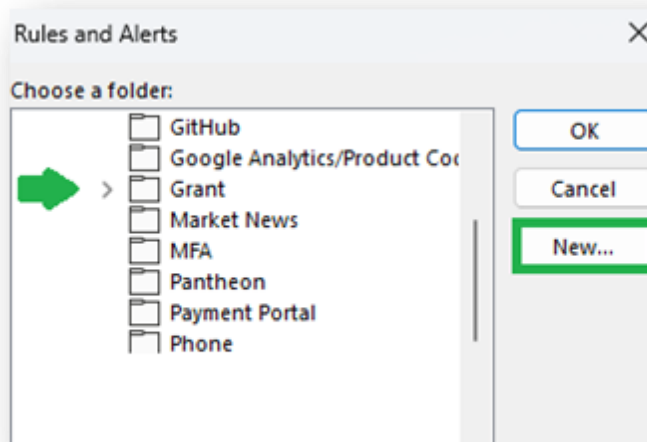 Rules and Alerts
Choose a folder:
GitHub
Google Analytics/Product
Grant
Market News
MFA
Pantheon
Payment Portal
Phone
OK
Cancel
New...